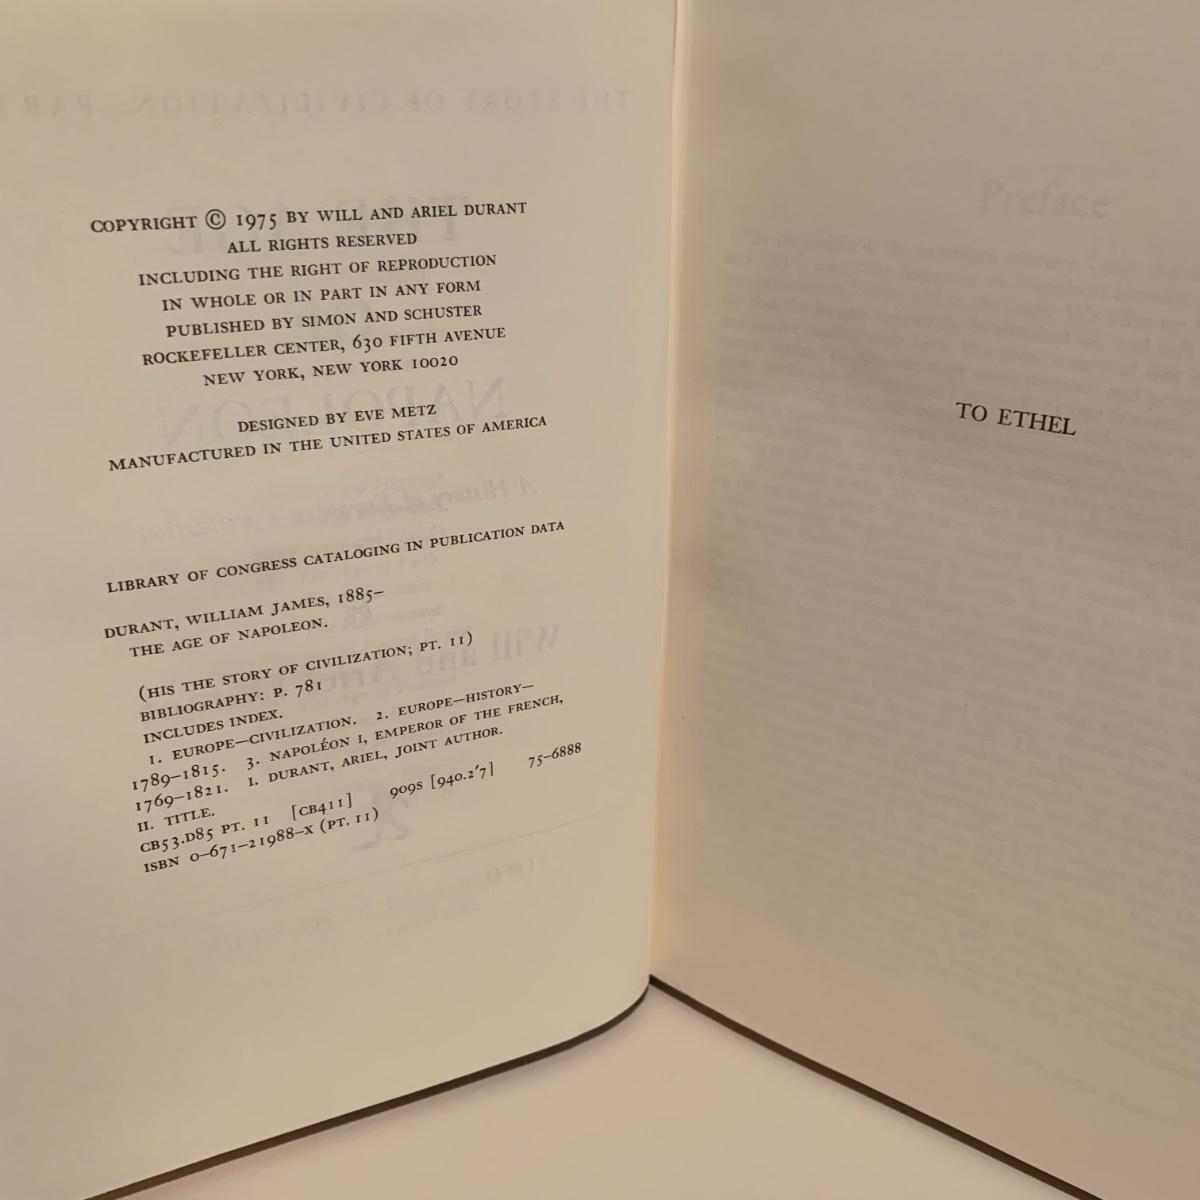 COPYRIGHT © 1975 BY WILL AND ARIEL DURANT
ALL RIGHTS RESERVED
INCLUDING THE RIGHT OF REPRODUCTION
IN WHOLE OR IN PART IN ANY FORM
PUBLISHED BY SIMON AND SCHUSTER
ROCKEFELLER CENTER, 630 FIFTH AVENUE
NEW YORK, NEW YORK 10020
DESIGNED BY EVE METZ
MANUFACTURED IN THE UNITED STATES OF AMERICA
LIBRARY OF CONGRESS CATALOGING IN PUBLICATION DATA
DURANT, WILLIAM JAMES, 1885–
THE AGE OF NAPOLEON.
(HIS THE STORY OF CIVILIZATION; PT. 11)
BIBLIOGRAPHY: P. 781
INCLUDES INDEX.
1. EUROPE—CIVILIZATION. 2. EUROPE—HISTORY—
1789–1815. 3. NAPOLÉON I, EMPEROR OF THE FRENCH,
1769–1821. I. DURANT, ARIEL, JOINT AUTHOR.
II. TITLE.
CB53.D85 PT. 11 [CB411] 909S [940.2'7] 75–6888
ISBN 0–671–21988–X (PT. 11)
TO ETHEL
Preface